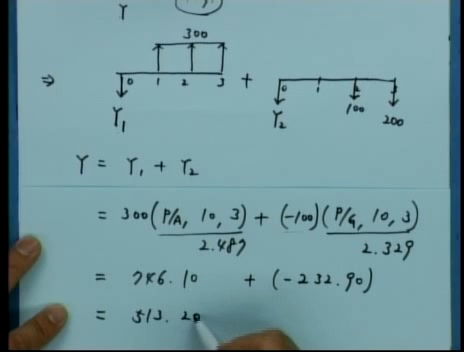 Y
300
⇒ 0 1 2 3 + 0 1 2
Y₁ Y₂ 100 200
Y = Y₁ + Y₂
= 300(P/A, 10, 3) + (-100)(P/G, 10, 3)
2.487 2.329
= 746.10 + (-232.90)
= 513.20